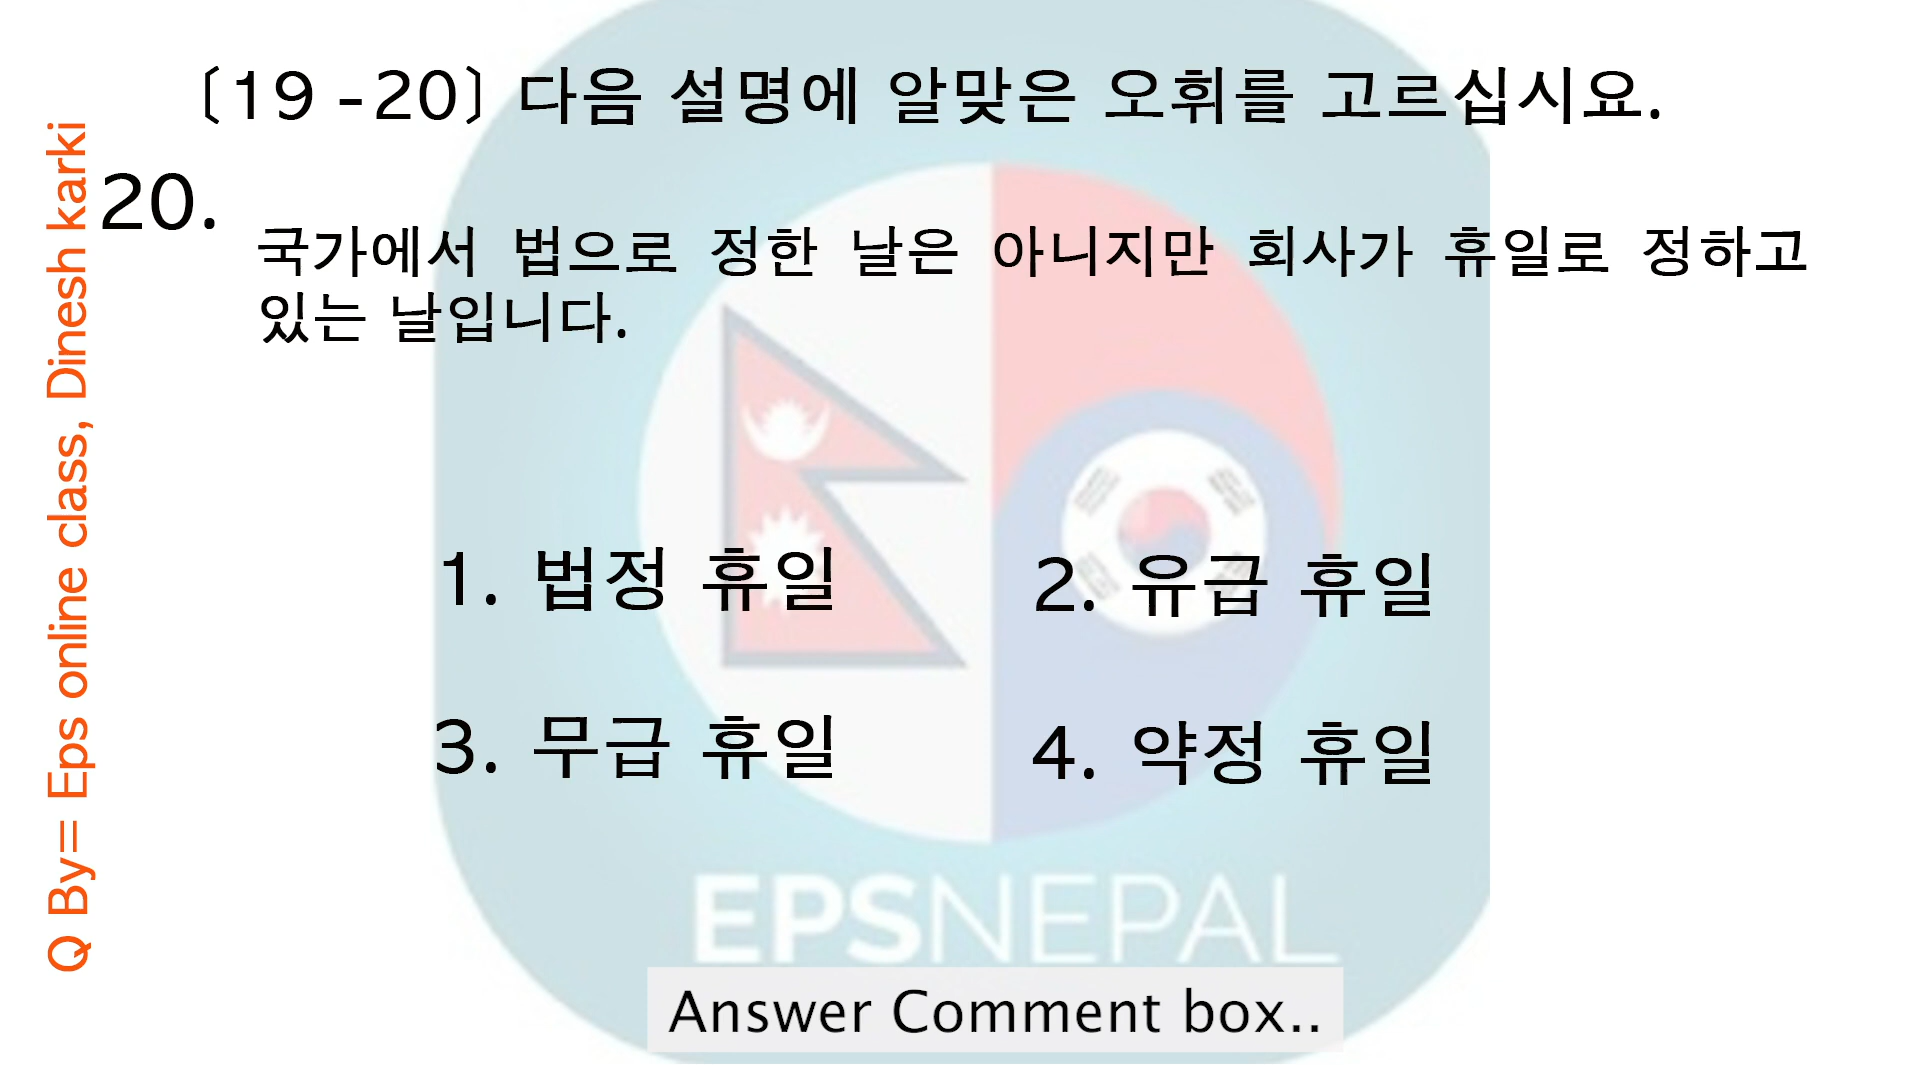 〔19 -20〕 다음 설명에 알맞은 오휘를 고르십시요.
20.
국가에서 법으로 정한 날은 아니지만 회사가 휴일로 정하고
있는 날입니다.
1. 법정 휴일
2. 유급 휴일
3. 무급 휴일
4. 약정 휴일
EPSNEPAL
Answer Comment box..
Q By= Eps online class, Dinesh karki